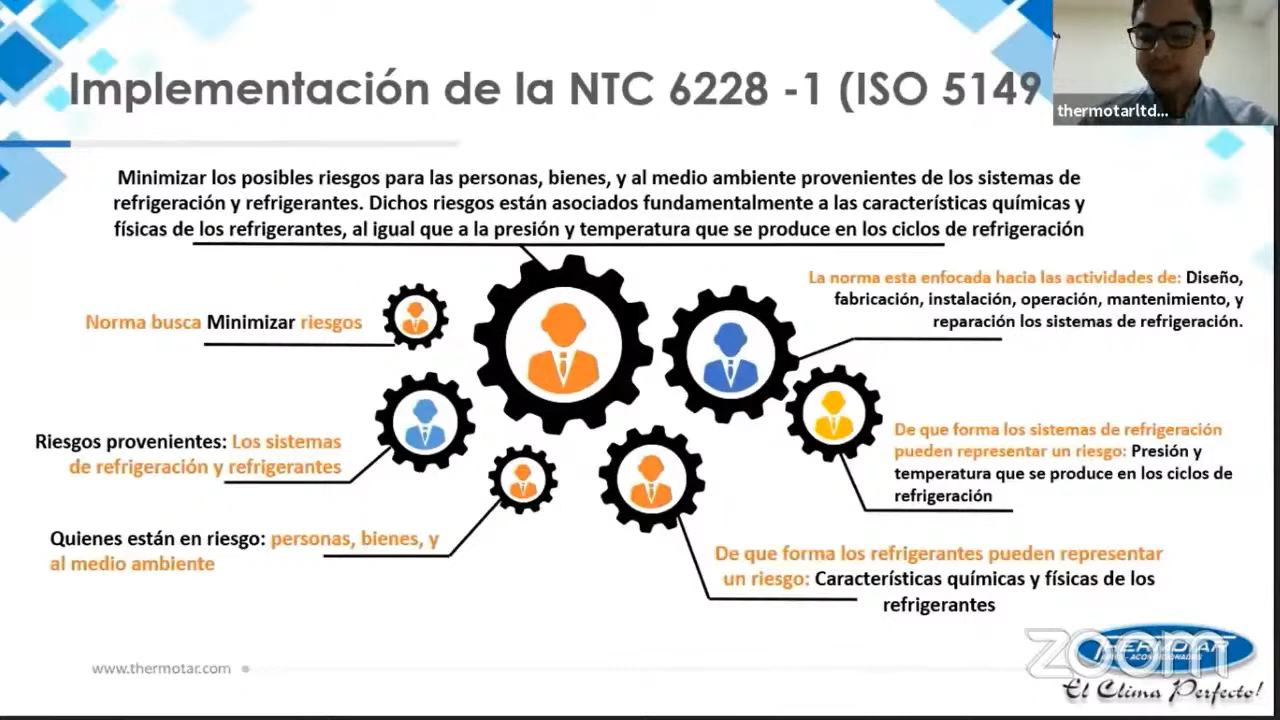 Implementación de la NTC 6228 -1 (ISO 5149
thermotarltd...
Minimizar los posibles riesgos para las personas, bienes, y al medio ambiente provenientes de los sistemas de
refrigeración y refrigerantes. Dichos riesgos están asociados fundamentalmente a las características químicas y
físicas de los refrigerantes, al igual que a la presión y temperatura que se produce en los ciclos de refrigeración
La norma esta enfocada hacia las actividades de: Diseño,
fabricación, instalación, operación, mantenimiento, y
reparación los sistemas de refrigeración.
Norma busca Minimizar riesgos
Riesgos provenientes: Los sistemas
de refrigeración y refrigerantes
De que forma los sistemas de refrigeración
pueden representar un riesgo: Presión y
temperatura que se produce en los ciclos de
refrigeración
Quienes están en riesgo: personas, bienes, y
al medio ambiente
De que forma los refrigerantes pueden representar
un riesgo: Características químicas y físicas de los
refrigerantes
www.thermotar.com
zoom
THERMOTAR
El Clima Perfecto!